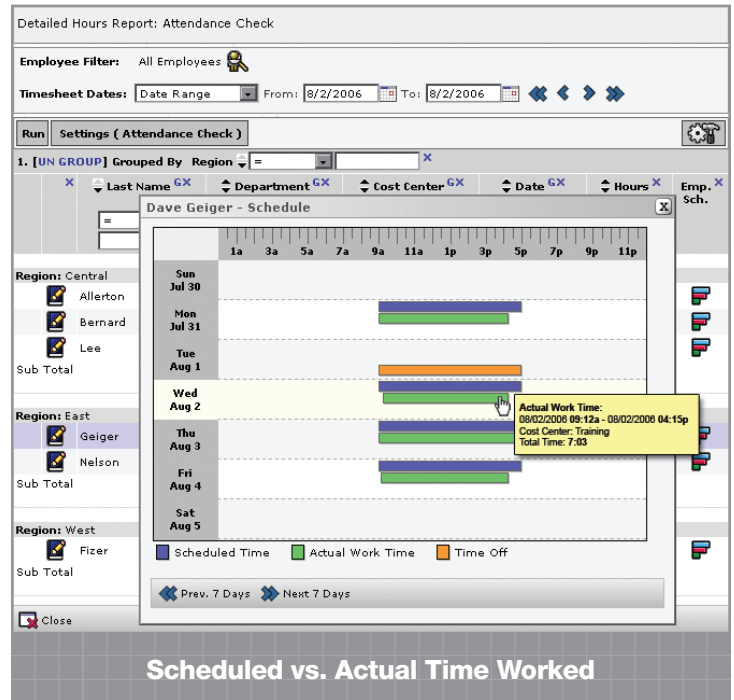 Detailed Hours Report: Attendance Check
Employee Filter: All Employees
Timesheet Dates: Date Range From: 8/2/2006 To: 8/2/2006
Run Settings ( Attendance Check )
1. [UN GROUP] Grouped By Region = X
X Last Name GX Department GX Cost Center GX Date GX Hours X Emp. X
Sch.
=
Dave Geiger - Schedule X
1a 3a 5a 7a 9a 11a 1p 3p 5p 7p 9p 11p
Region: Central
Allerton
Bernard
Lee
Sub Total
Region: East
Geiger
Nelson
Sub Total
Region: West
Fizer
Sub Total
Sun
Jul 30
Mon
Jul 31
Tue
Aug 1
Wed
Aug 2
Thu
Aug 3
Fri
Aug 4
Sat
Aug 5
Actual Work Time:
08/02/2006 09:12a - 08/02/2006 04:15p
Cost Center: Training
Total Time: 7:03
Scheduled Time Actual Work Time Time Off
Prev. 7 Days Next 7 Days
Close
Scheduled vs. Actual Time Worked